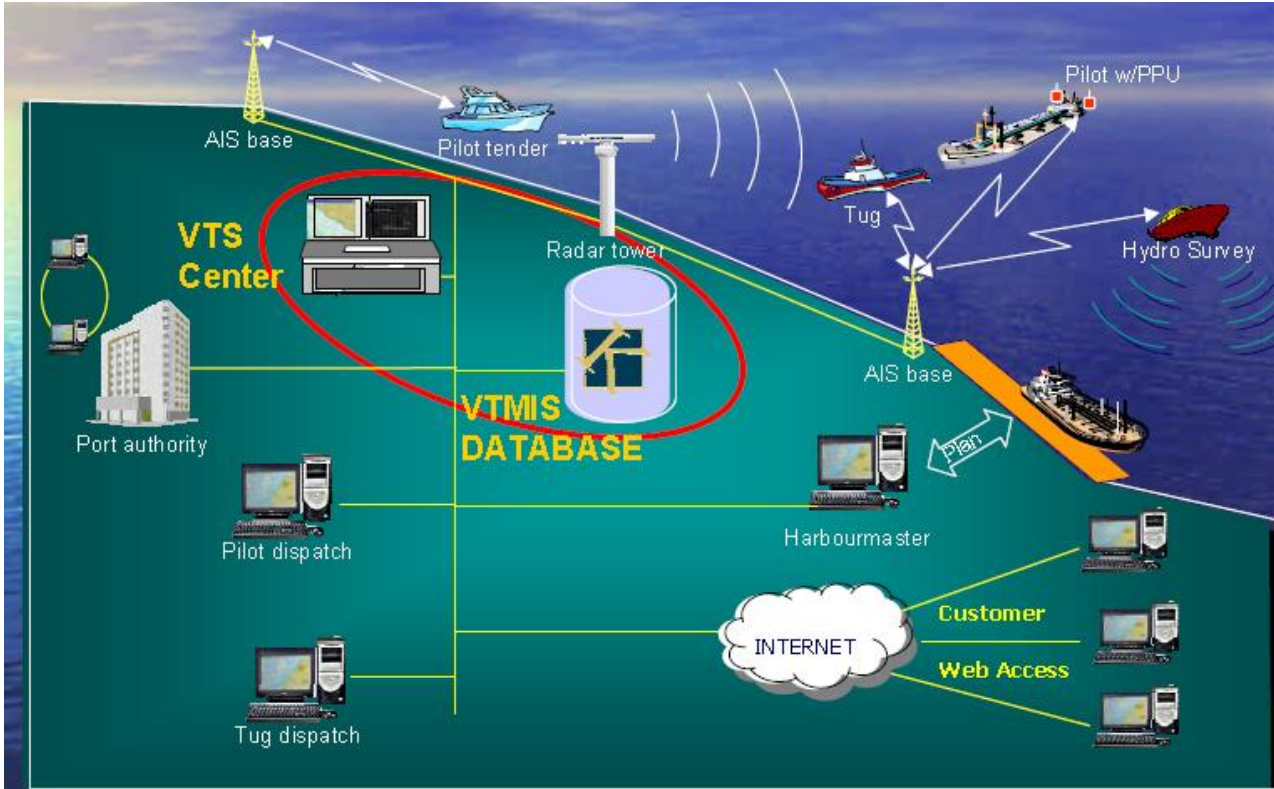 Pilot w/PPU
AIS base
Pilot tender
Tug
VTS
Center
Radar tower
Hydro Survey
AIS base
VTMIS
DATABASE
Port authority
Plan
Pilot dispatch
Harbourmaster
Customer
INTERNET
Web Access
Tug dispatch